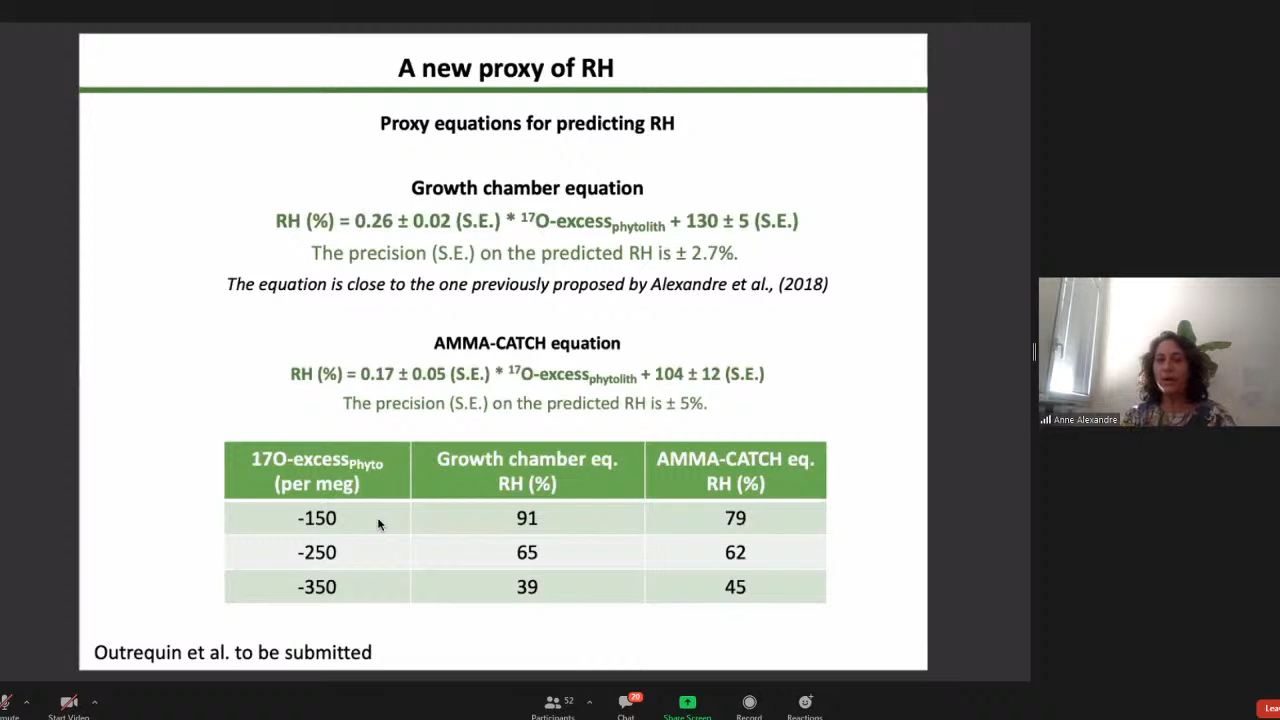 A new proxy of RH
Proxy equations for predicting RH
Growth chamber equation
RH (%) = 0.26 ± 0.02 (S.E.) * ¹⁷O-excess_phytolith + 130 ± 5 (S.E.)
The precision (S.E.) on the predicted RH is ± 2.7%.
The equation is close to the one previously proposed by Alexandre et al., (2018)
AMMA-CATCH equation
RH (%) = 0.17 ± 0.05 (S.E.) * ¹⁷O-excess_phytolith + 104 ± 12 (S.E.)
The precision (S.E.) on the predicted RH is ± 5%.
17O-excess_Phyto (per meg) Growth chamber eq. RH (%) AMMA-CATCH eq. RH (%)
-150 91 79
-250 65 62
-350 39 45
Outrequin et al. to be submitted
Anne Alexandre
mute Start Video Participants 52 Chat 20 Share Screen Record Reactions Lea